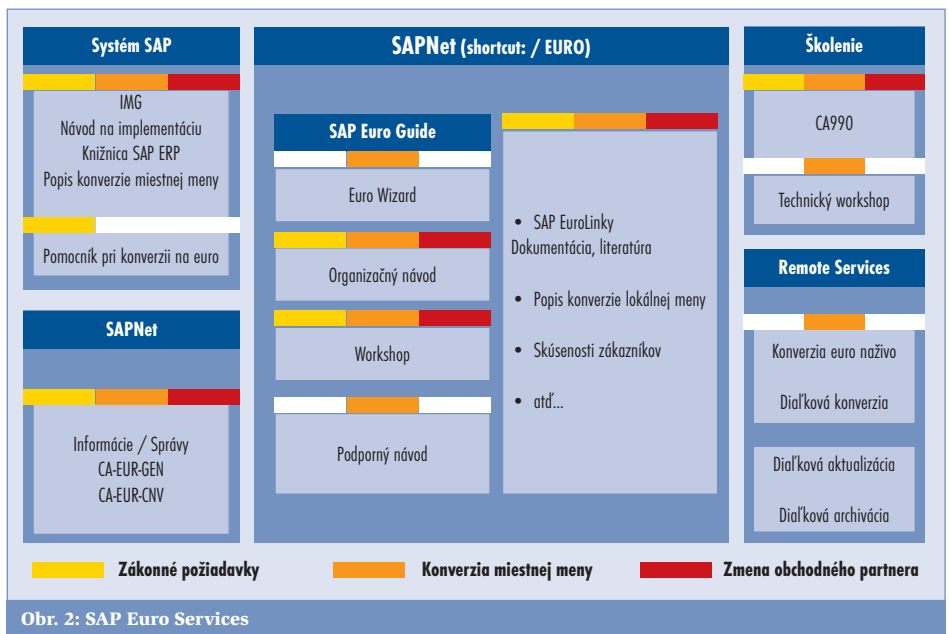 Systém SAP
IMG
Návod na implementáciu
Knižnica SAP ERP
Popis konverzie miestnej meny
Pomocník pri konverzii na euro
SAPNet
Informácie / Správy
CA-EUR-GEN
CA-EUR-CNV
SAPNet (shortcut: / EURO)
SAP Euro Guide
Euro Wizard
Organizačný návod
Workshop
Podporný návod
• SAP EuroLinky
Dokumentácia, literatúra
• Popis konverzie lokálnej meny
• Skúsenosti zákazníkov
• atď...
Školenie
CA990
Technický workshop
Remote Services
Konverzia euro naživo
Diaľková konverzia
Diaľková aktualizácia
Diaľková archivácia
Zákonné požiadavky
Konverzia miestnej meny
Zmena obchodného partnera
Obr. 2: SAP Euro Services